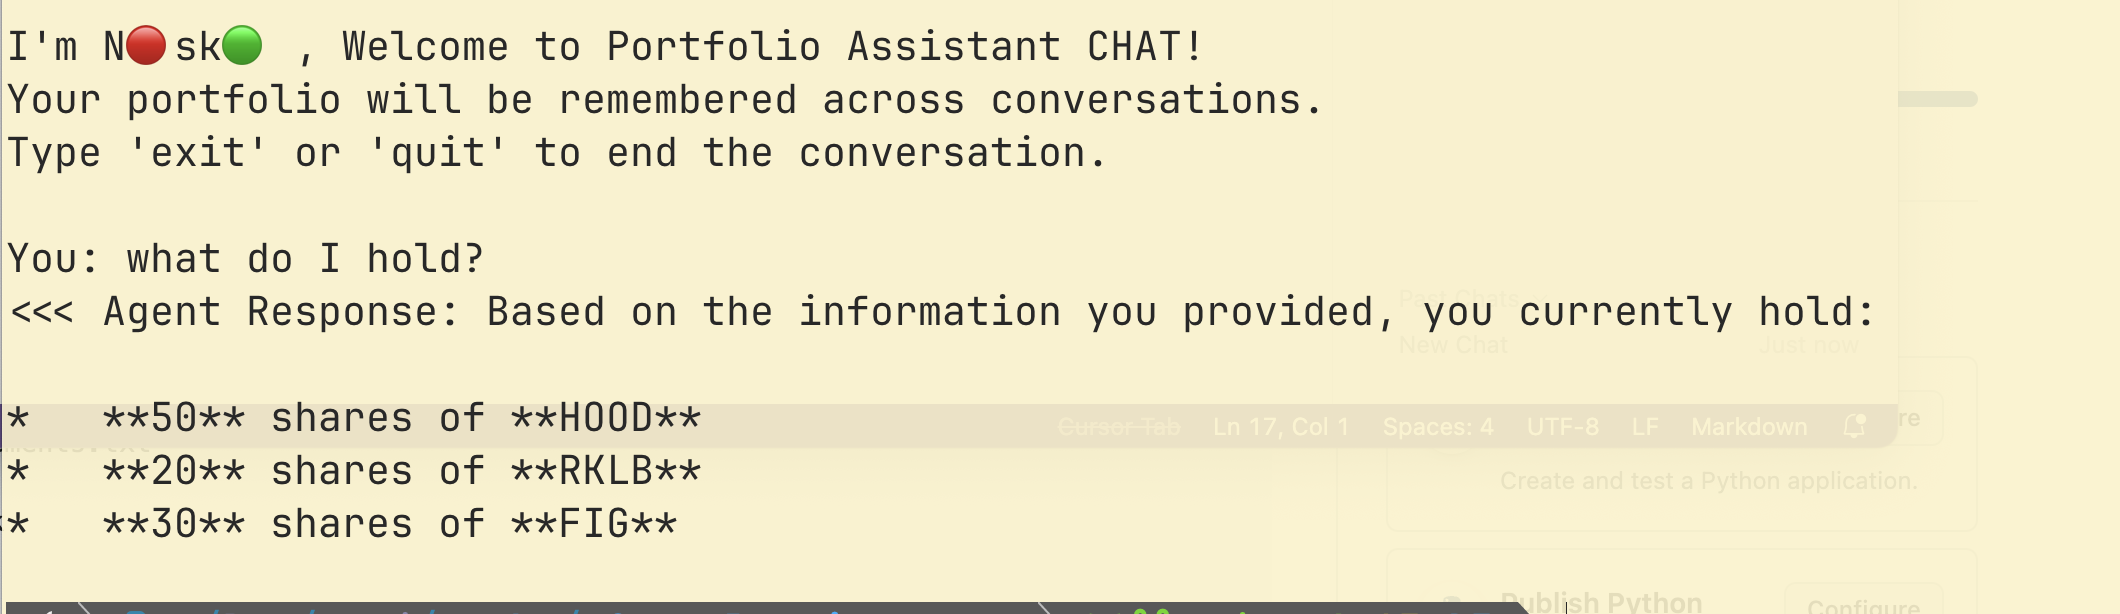 I'm N🔴sk🟢 , Welcome to Portfolio Assistant CHAT!
Your portfolio will be remembered across conversations.
Type 'exit' or 'quit' to end the conversation.
You: what do I hold?
<<< Agent Response: Based on the information you provided, you currently hold:
Past Chats
New Chat Just now
* **50** shares of **HOOD**
Cursor Tab Ln 17, Col 1 Spaces: 4 UTF-8 LF Markdown
* **20** shares of **RKLB**
Create and test a Python application.
* **30** shares of **FIG**
Publish Python
Configure